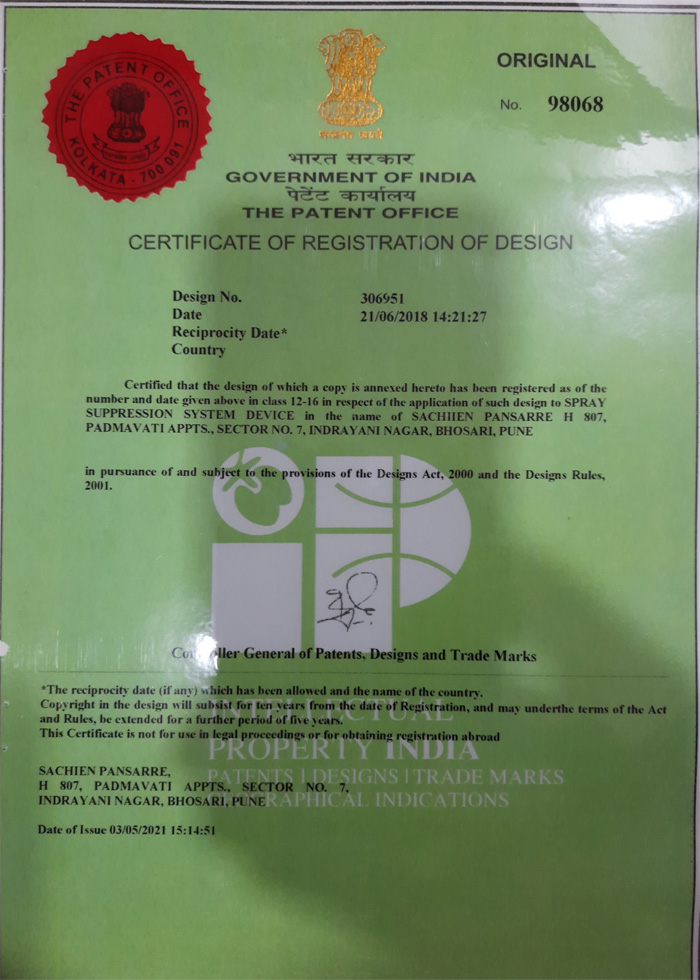 THE PATENT OFFICE
KOLKATA - 700 091
सत्यमेव जयते
ORIGINAL
No. 98068
भारत सरकार
GOVERNMENT OF INDIA
पेटेंट कार्यालय
THE PATENT OFFICE
CERTIFICATE OF REGISTRATION OF DESIGN
Design No. 306951
Date 21/06/2018 14:21:27
Reciprocity Date*
Country
Certified that the design of which a copy is annexed hereto has been registered as of the
number and date given above in class 12-16 in respect of the application of such design to SPRAY
SUPPRESSION SYSTEM DEVICE in the name of SACHIIEN PANSARRE H 807,
PADMAVATI APPTS., SECTOR NO. 7, INDRAYANI NAGAR, BHOSARI, PUNE
in pursuance of and subject to the provisions of the Designs Act, 2000 and the Designs Rules,
2001.
Controller General of Patents, Designs and Trade Marks
*The reciprocity date (if any) which has been allowed and the name of the country.
Copyright in the design will subsist for ten years from the date of Registration, and may underthe terms of the Act
and Rules, be extended for a further period of five years.
This Certificate is not for use in legal proceedings or for obtaining registration abroad
INTELLECTUAL
PROPERTY INDIA
PATENTS | DESIGNS | TRADE MARKS
GEOGRAPHICAL INDICATIONS
SACHIEN PANSARRE,
H 807, PADMAVATI APPTS., SECTOR NO. 7,
INDRAYANI NAGAR, BHOSARI, PUNE
Date of Issue 03/05/2021 15:14:51